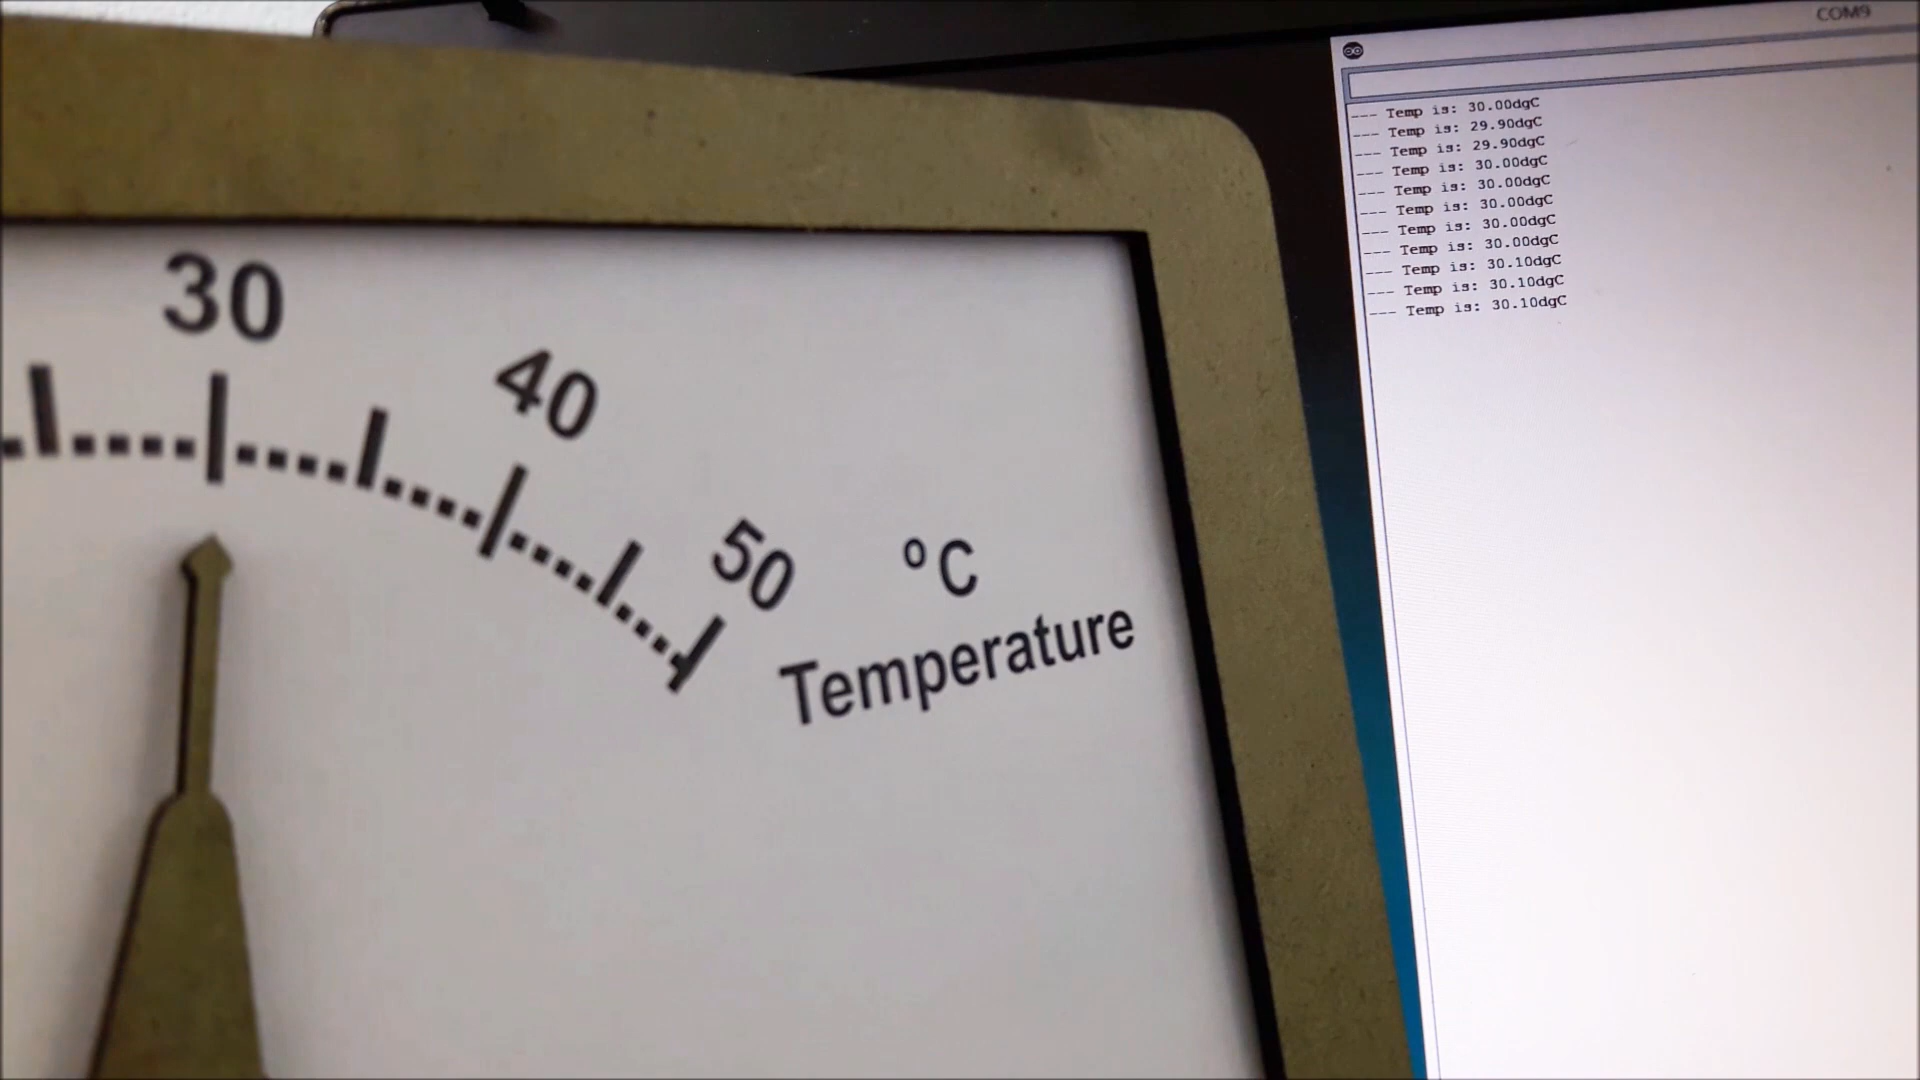 30
40
50
°C
Temperature
COM9
--- Temp is: 30.00dgC
--- Temp is: 29.90dgC
--- Temp is: 29.90dgC
--- Temp is: 30.00dgC
--- Temp is: 30.00dgC
--- Temp is: 30.00dgC
--- Temp is: 30.00dgC
--- Temp is: 30.00dgC
--- Temp is: 30.10dgC
--- Temp is: 30.10dgC
--- Temp is: 30.10dgC